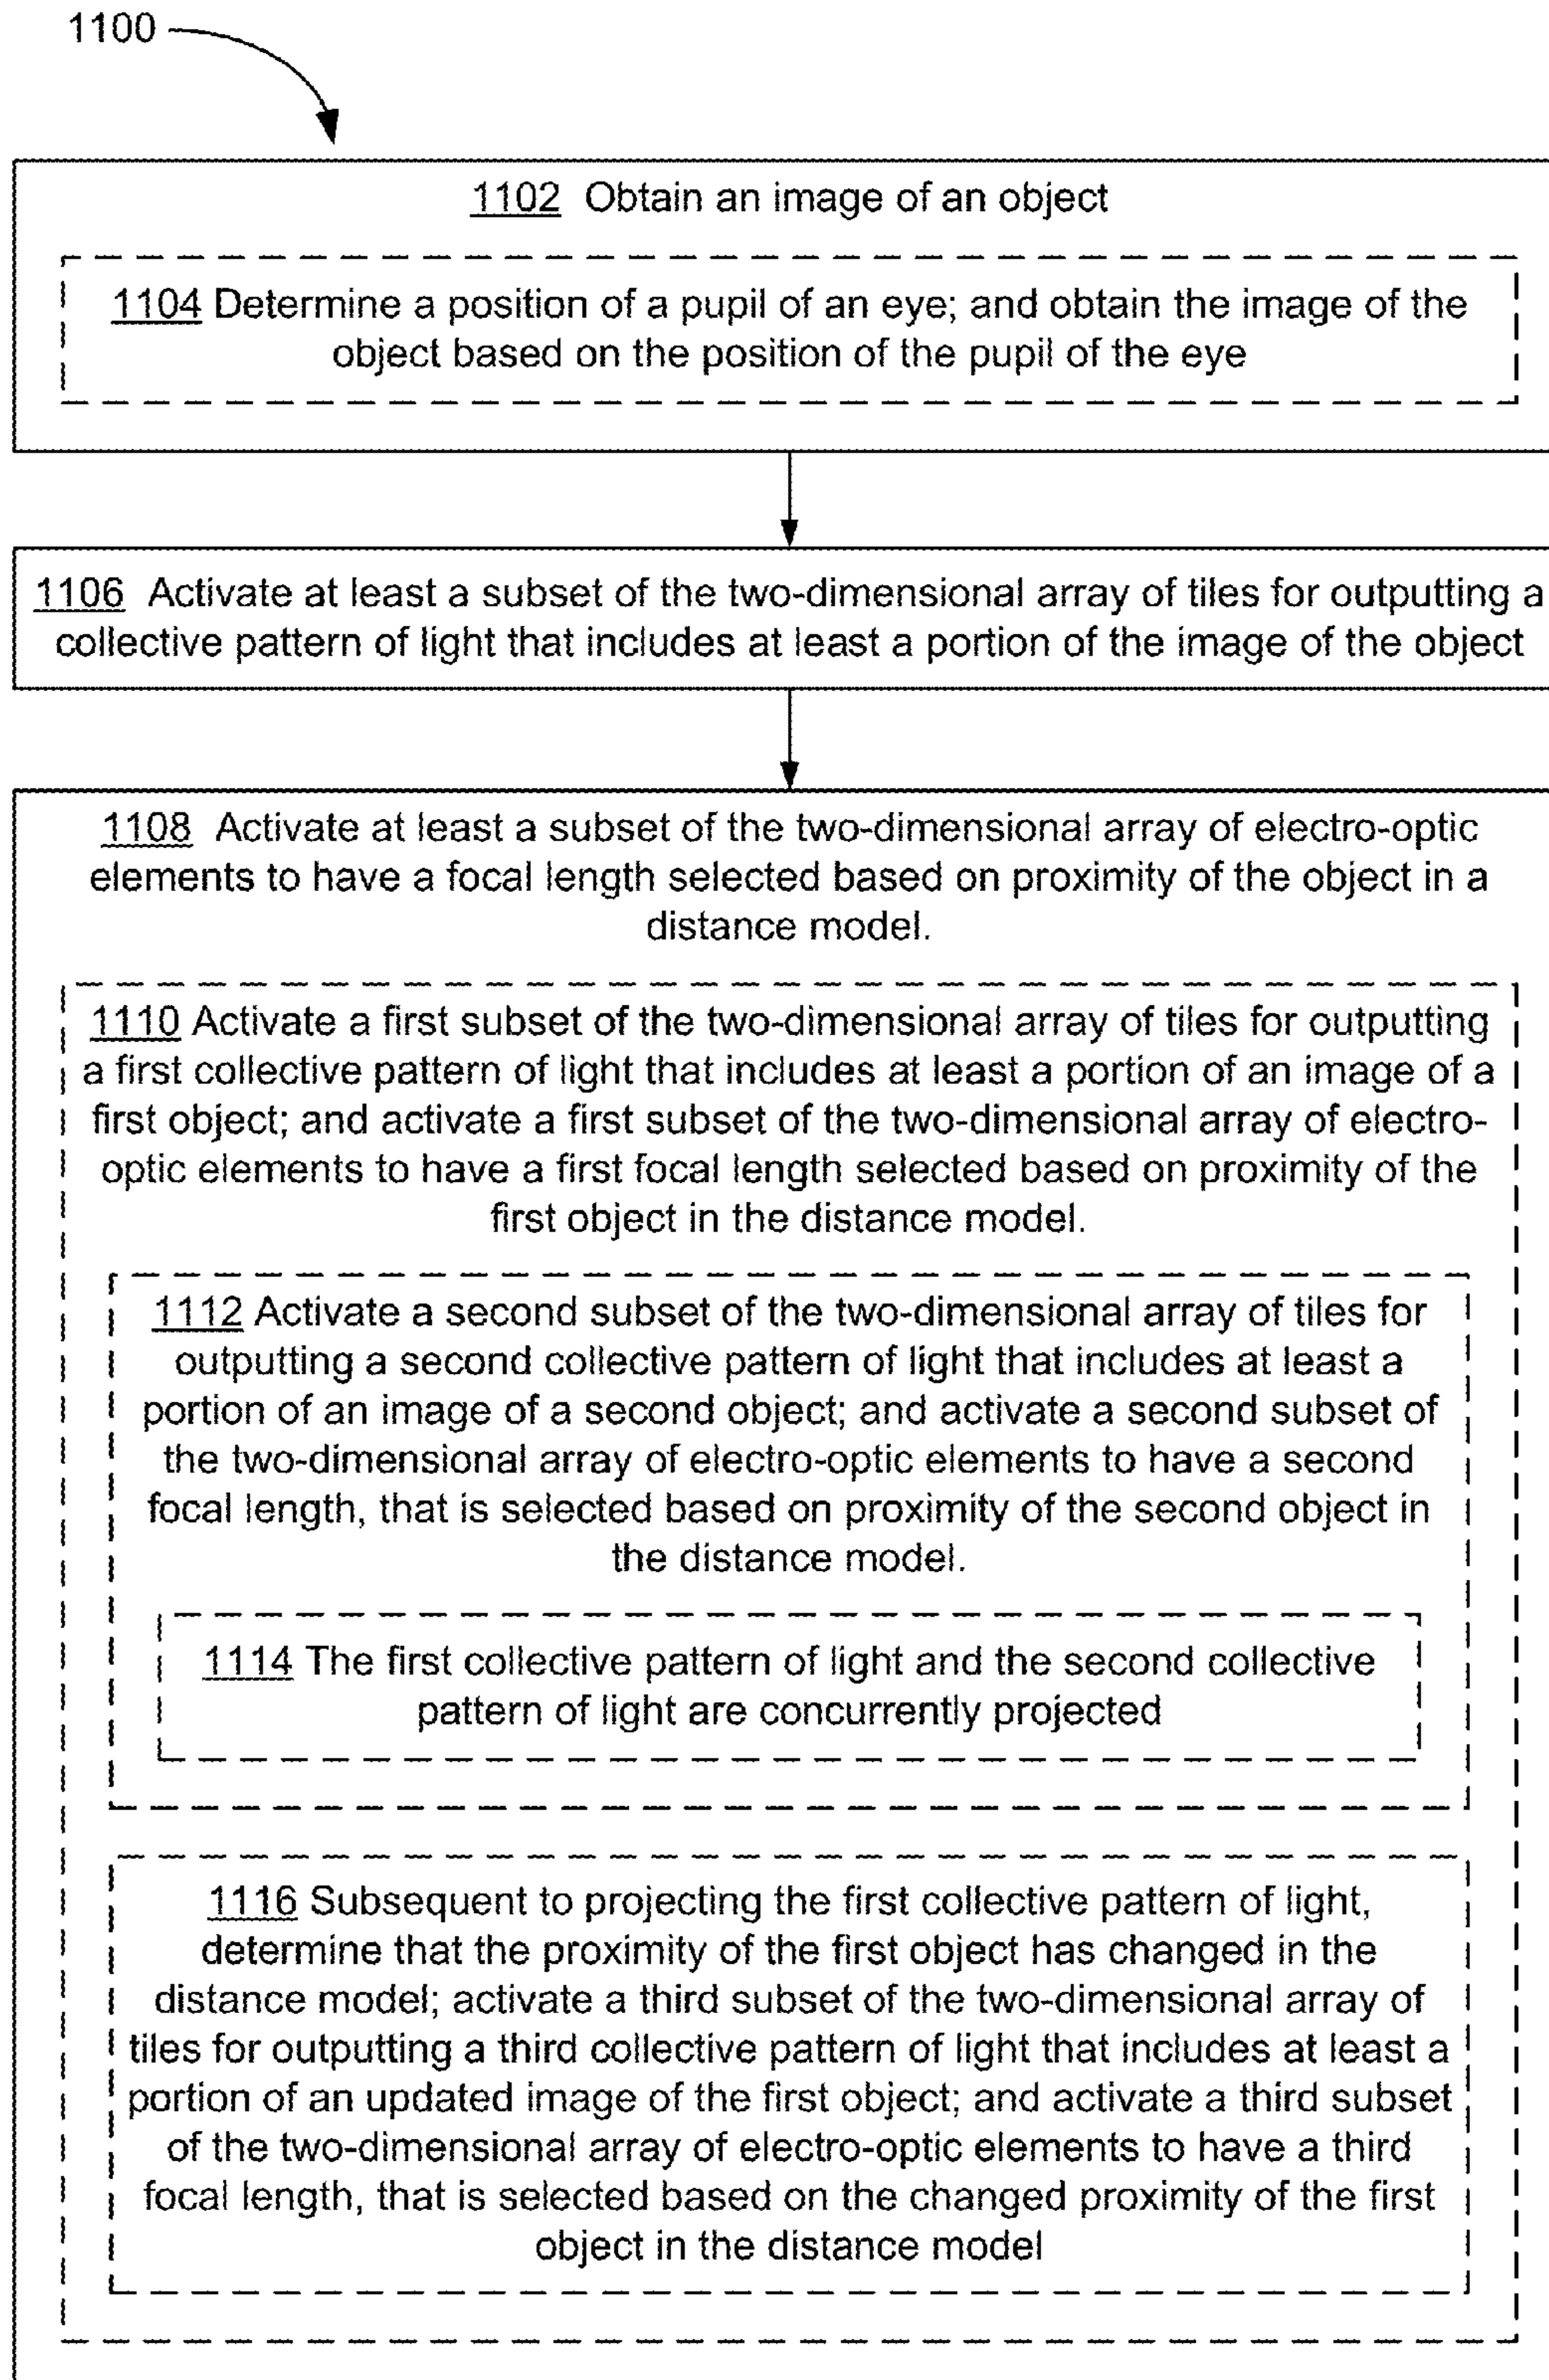 1100
1102 Obtain an image of an object
1104 Determine a position of a pupil of an eye; and obtain the image of the
object based on the position of the pupil of the eye
1106 Activate at least a subset of the two-dimensional array of tiles for outputting a
collective pattern of light that includes at least a portion of the image of the object
1108 Activate at least a subset of the two-dimensional array of electro-optic
elements to have a focal length selected based on proximity of the object in a
distance model.
1110 Activate a first subset of the two-dimensional array of tiles for outputting
a first collective pattern of light that includes at least a portion of an image of a
first object; and activate a first subset of the two-dimensional array of electro-
optic elements to have a first focal length selected based on proximity of the
first object in the distance model.
1112 Activate a second subset of the two-dimensional array of tiles for
outputting a second collective pattern of light that includes at least a
portion of an image of a second object; and activate a second subset of
the two-dimensional array of electro-optic elements to have a second
focal length, that is selected based on proximity of the second object in
the distance model.
1114 The first collective pattern of light and the second collective
pattern of light are concurrently projected
1116 Subsequent to projecting the first collective pattern of light,
determine that the proximity of the first object has changed in the
distance model; activate a third subset of the two-dimensional array of
tiles for outputting a third collective pattern of light that includes at least a
portion of an updated image of the first object; and activate a third subset
of the two-dimensional array of electro-optic elements to have a third
focal length, that is selected based on the changed proximity of the first
object in the distance model